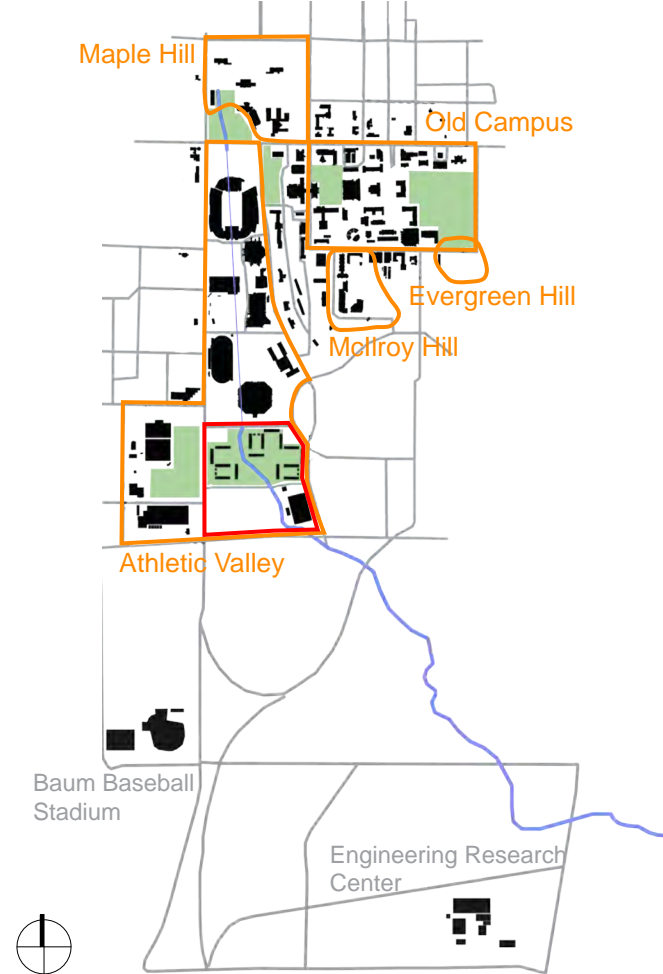 Maple Hill
Old Campus
Evergreen Hill
McIlroy Hill
Athletic Valley
Baum Baseball
Stadium
Engineering Research
Center